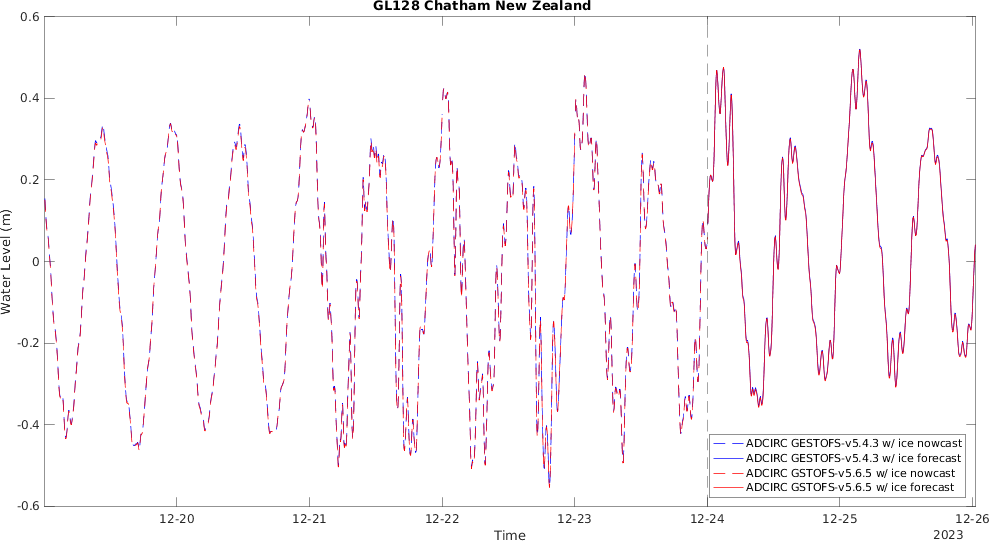 GL128 Chatham New Zealand
0.6
0.4
0.2
0
-0.2
-0.4
-0.6
Water Level (m)
ADCIRC GESTOFS-v5.4.3 w/ ice nowcast
ADCIRC GESTOFS-v5.4.3 w/ ice forecast
ADCIRC GSTOFS-v5.6.5 w/ ice nowcast
ADCIRC GSTOFS-v5.6.5 w/ ice forecast
12-20 12-21 12-22 12-23 12-24 12-25 12-26
Time
2023